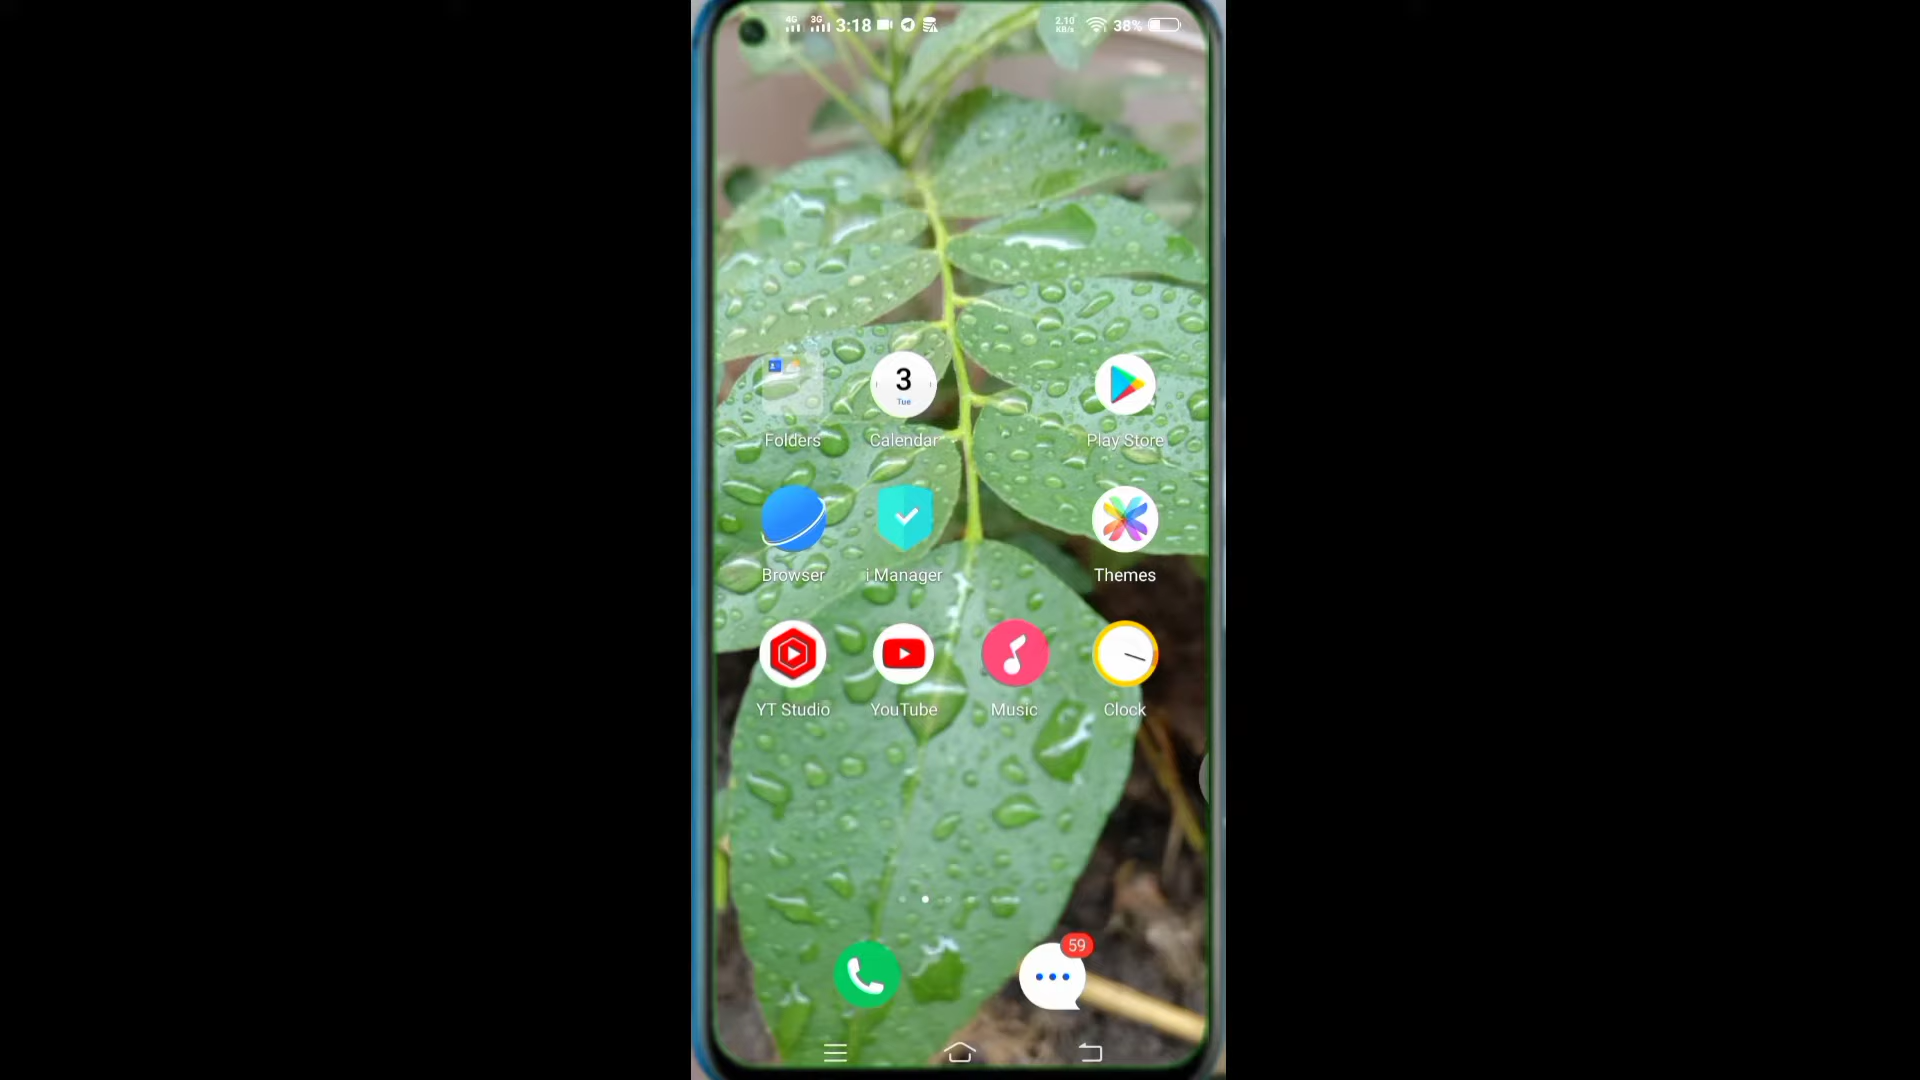 4G 3G 3:18 2.10 KB/s 38%
3
Tue
Folders Calendar Play Store
Browser i Manager Themes
YT Studio YouTube Music Clock
59